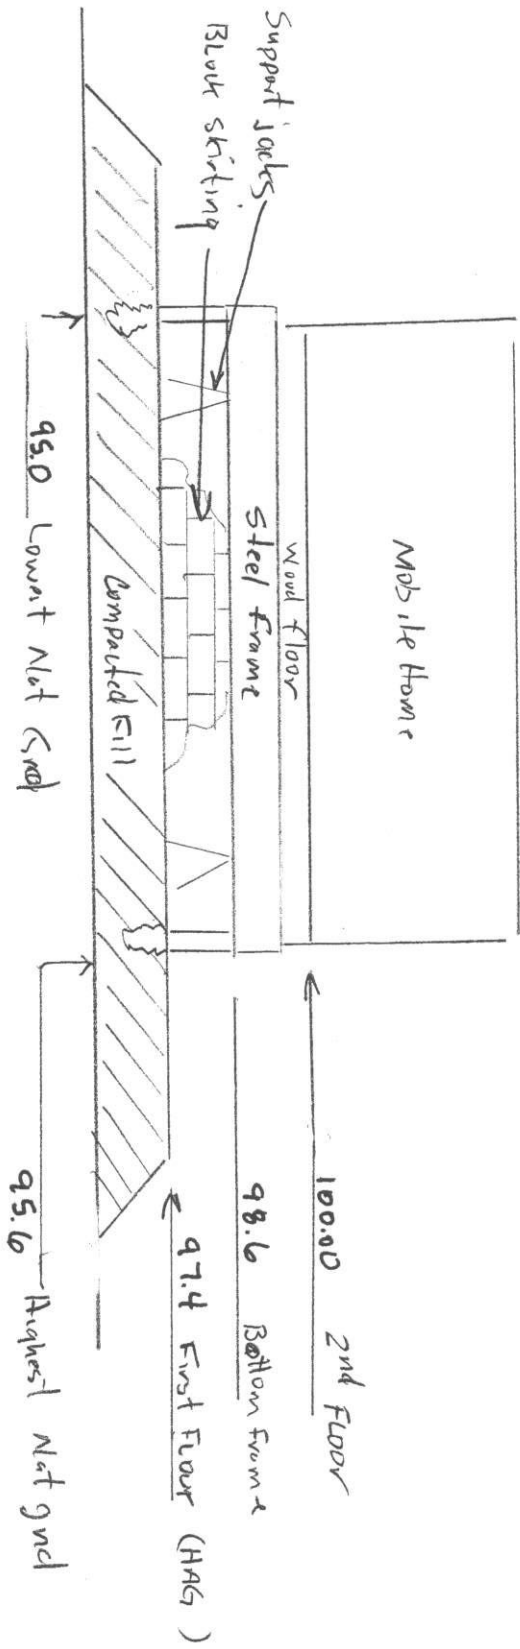 Mobile Home
Wood floor
Steel Frame
Support jacks
Block skirting
Compacted Fill
95.0 Lowest Nat Grnd
100.00 2nd FLOOR
98.6 Bottom Frame
97.4 First Floor (HAG)
95.6 Highest Nat gnd